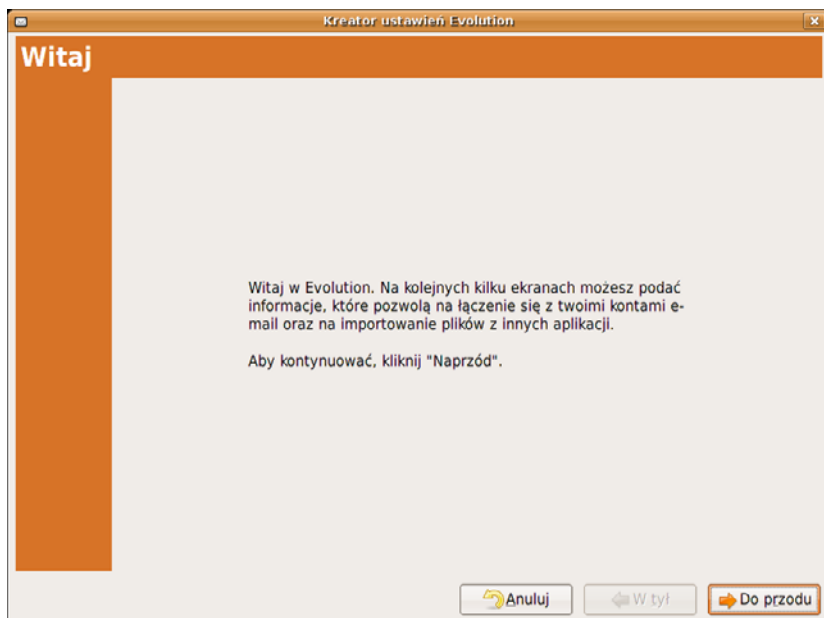 Kreator ustawień Evolution
Witaj
Witaj w Evolution. Na kolejnych kilku ekranach możesz podać
informacje, które pozwolą na łączenie się z twoimi kontami e-
mail oraz na importowanie plików z innych aplikacji.
Aby kontynuować, kliknij "Naprzód".
Anuluj
W tył
Do przodu